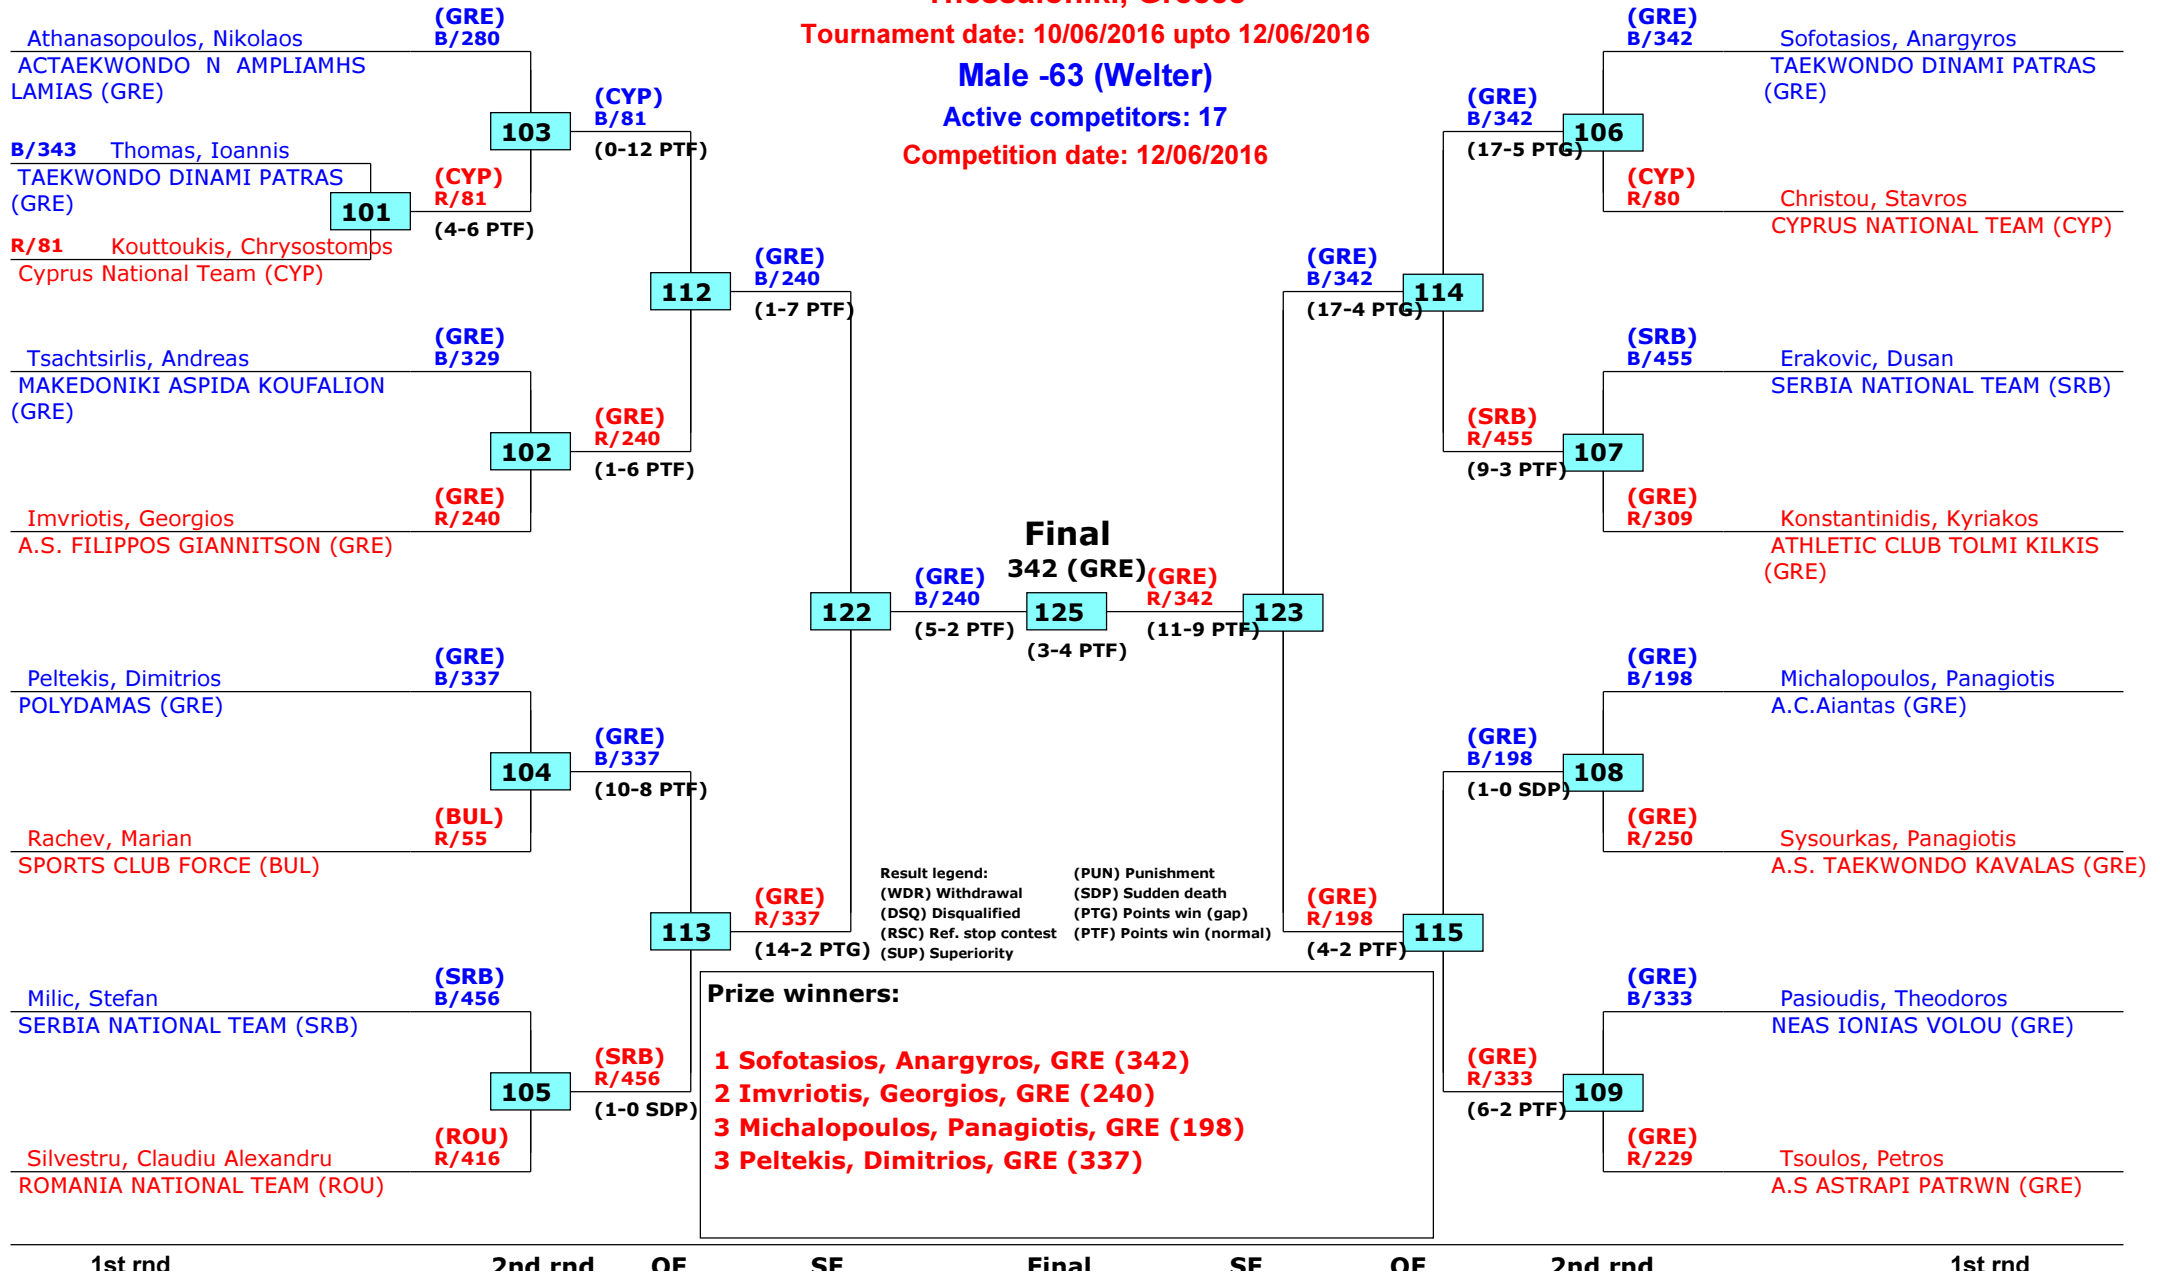 Thessaloniki, Greece
Tournament date: 10/06/2016 upto 12/06/2016
Male -63 (Welter)
Active competitors: 17
Competition date: 12/06/2016
(GRE)
Athanasopoulos, Nikolaos B/280
ACTAEKWONDO N AMPLIAMHS
LAMIAS (GRE)
103
(CYP)
B/81
(0-12 PTF)
B/343 Thomas, Ioannis
TAEKWONDO DINAMI PATRAS
(GRE)
101
(CYP)
R/81
(4-6 PTF)
R/81 Kouttoukis, Chrysostomos
Cyprus National Team (CYP)
112
(GRE)
B/240
(1-7 PTF)
(GRE)
Tsachtsirlis, Andreas B/329
MAKEDONIKI ASPIDA KOUFALION
(GRE)
102
(GRE)
R/240
(1-6 PTF)
(GRE)
Imvriotis, Georgios R/240
A.S. FILIPPOS GIANNITSON (GRE)
122
(GRE)
B/240
(5-2 PTF)
(GRE)
Peltekis, Dimitrios B/337
POLYDAMAS (GRE)
104
(GRE)
B/337
(10-8 PTF)
(BUL)
Rachev, Marian R/55
SPORTS CLUB FORCE (BUL)
113
(GRE)
R/337
(14-2 PTG)
(SRB)
Milic, Stefan B/456
SERBIA NATIONAL TEAM (SRB)
105
(SRB)
R/456
(1-0 SDP)
(ROU)
Silvestru, Claudiu Alexandru R/416
ROMANIA NATIONAL TEAM (ROU)
Final
342 (GRE)
125
(3-4 PTF)
(GRE)
R/342
(11-9 PTF)
123
(GRE)
B/342 Sofotasios, Anargyros
TAEKWONDO DINAMI PATRAS
(GRE)
(GRE)
B/342
(17-5 PTG)
106
(CYP)
R/80 Christou, Stavros
CYPRUS NATIONAL TEAM (CYP)
(GRE)
B/342
(17-4 PTG)
114
(SRB)
B/455 Erakovic, Dusan
SERBIA NATIONAL TEAM (SRB)
(SRB)
R/455
(9-3 PTF)
107
(GRE)
R/309 Konstantinidis, Kyriakos
ATHLETIC CLUB TOLMI KILKIS
(GRE)
(GRE)
B/198 Michalopoulos, Panagiotis
A.C.Aiantas (GRE)
(GRE)
B/198
(1-0 SDP)
108
(GRE)
R/250 Sysourkas, Panagiotis
A.S. TAEKWONDO KAVALAS (GRE)
(GRE)
R/198
(4-2 PTF)
115
(GRE)
B/333 Pasioudis, Theodoros
NEAS IONIAS VOLOU (GRE)
(GRE)
R/333
(6-2 PTF)
109
(GRE)
R/229 Tsoulos, Petros
A.S ASTRAPI PATRWN (GRE)
Result legend: (PUN) Punishment
(WDR) Withdrawal (SDP) Sudden death
(DSQ) Disqualified (PTG) Points win (gap)
(RSC) Ref. stop contest (PTF) Points win (normal)
(SUP) Superiority
Prize winners:
1 Sofotasios, Anargyros, GRE (342)
2 Imvriotis, Georgios, GRE (240)
3 Michalopoulos, Panagiotis, GRE (198)
3 Peltekis, Dimitrios, GRE (337)
1st rnd 2nd rnd QF SF Final SF QF 2nd rnd 1st rnd